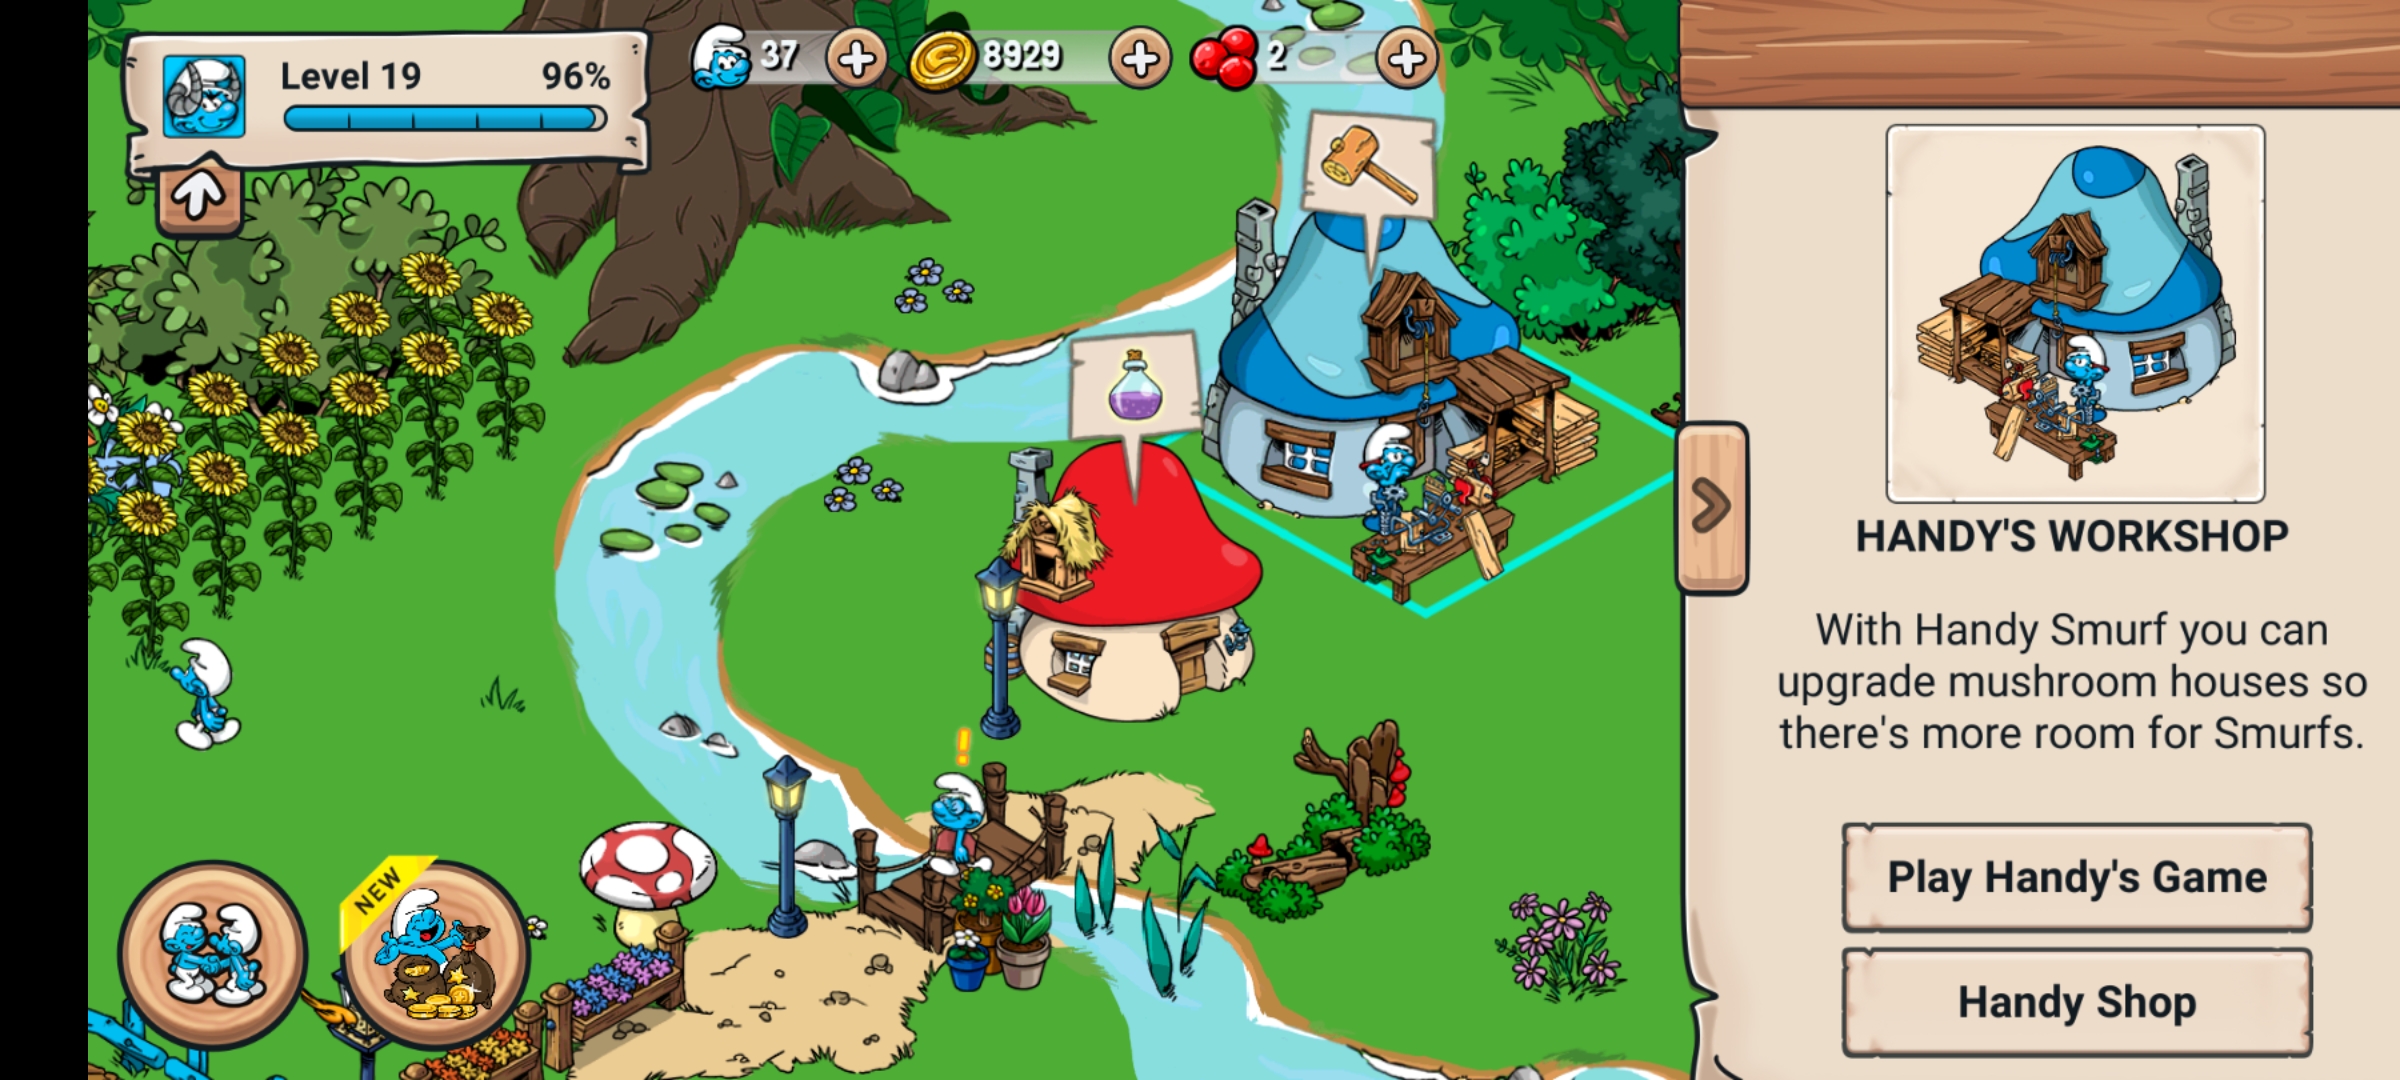 Level 19
96%
37
8929
2
HANDY'S WORKSHOP
With Handy Smurf you can
upgrade mushroom houses so
there's more room for Smurfs.
!
NEW
Play Handy's Game
Handy Shop